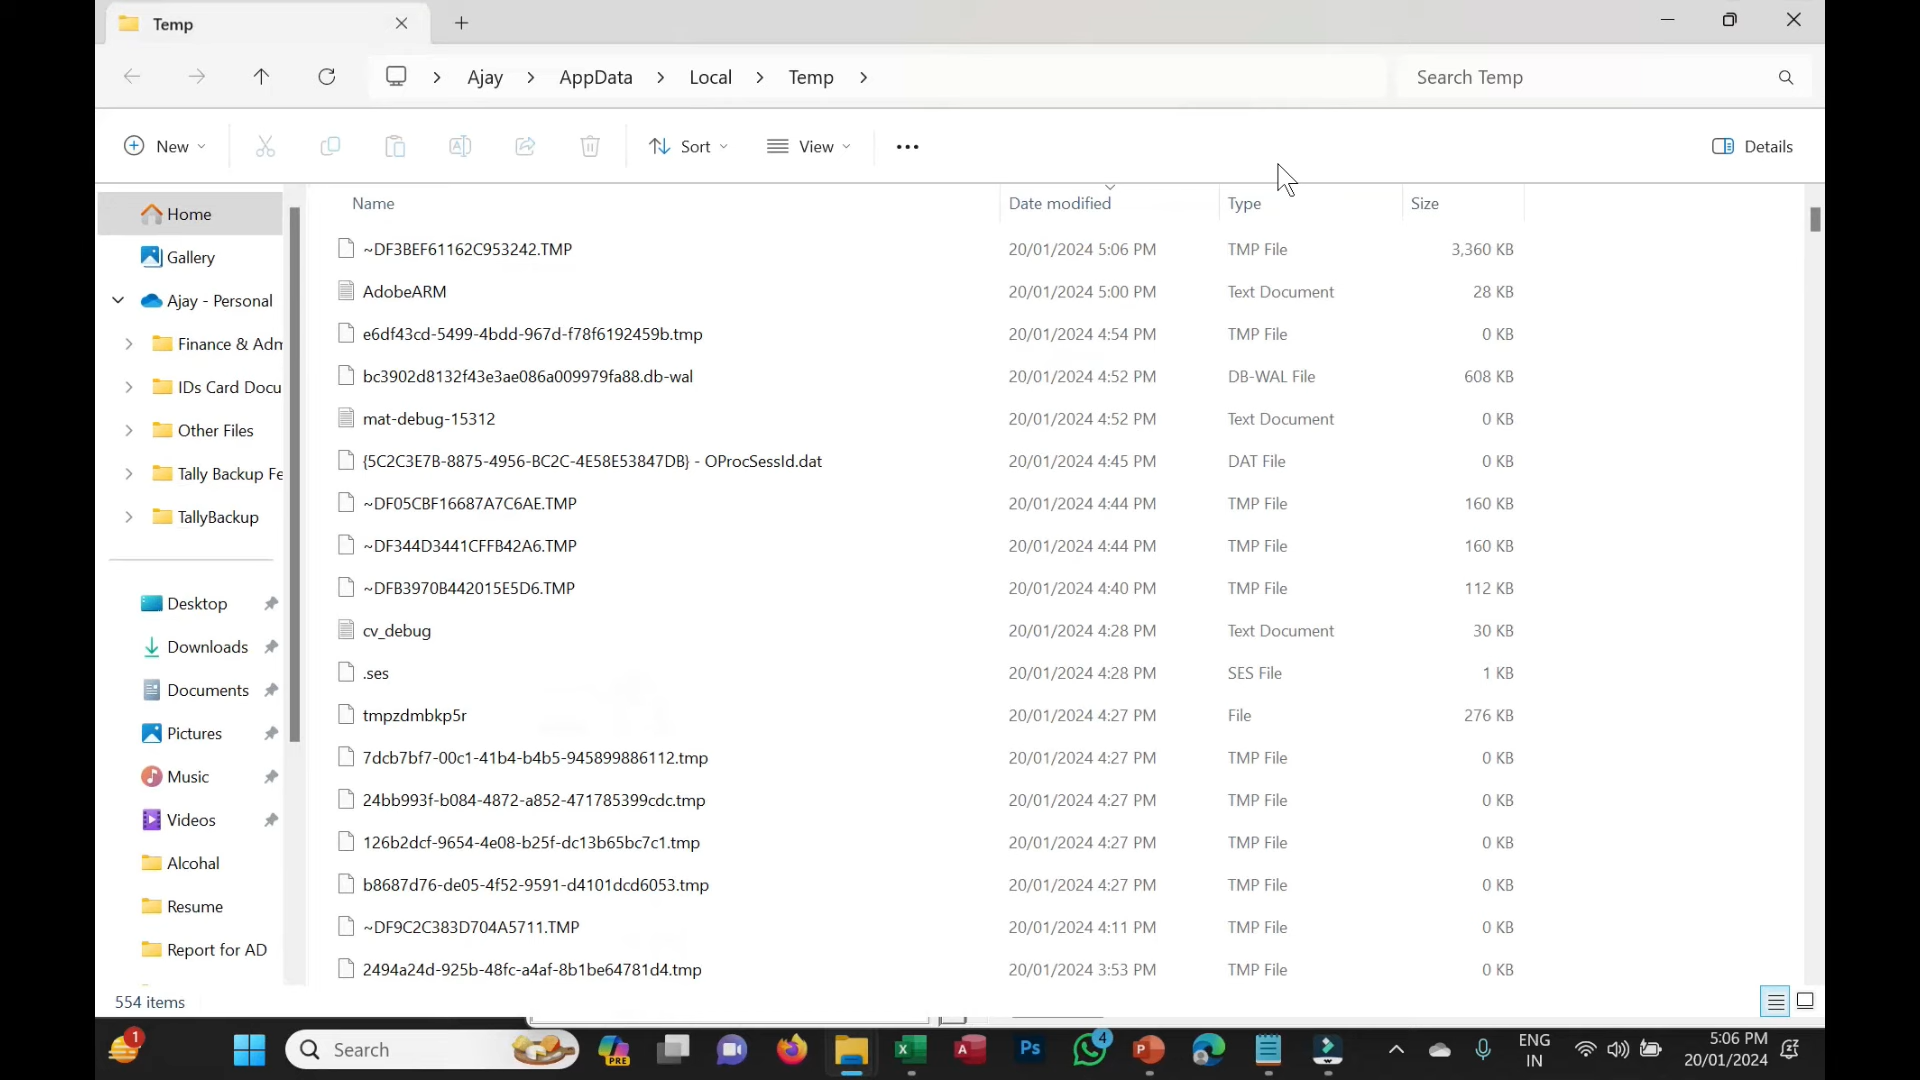 Temp
Ajay > AppData > Local > Temp >
Search Temp
New
Sort
View
Details
Name Date modified Type Size
~DF3BEF61162C953242.TMP 20/01/2024 5:06 PM TMP File 3,360 KB
AdobeARM 20/01/2024 5:00 PM Text Document 28 KB
e6df43cd-5499-4bdd-967d-f78f6192459b.tmp 20/01/2024 4:54 PM TMP File 0 KB
bc3902d8132f43e3ae086a009979fa88.db-wal 20/01/2024 4:52 PM DB-WAL File 608 KB
mat-debug-15312 20/01/2024 4:52 PM Text Document 0 KB
{5C2C3E7B-8875-4956-BC2C-4E58E53847DB} - OProcSessId.dat 20/01/2024 4:45 PM DAT File 0 KB
~DF05CBF16687A7C6AE.TMP 20/01/2024 4:44 PM TMP File 160 KB
~DF344D3441CFFB42A6.TMP 20/01/2024 4:44 PM TMP File 160 KB
~DFB3970B442015E5D6.TMP 20/01/2024 4:40 PM TMP File 112 KB
cv_debug 20/01/2024 4:28 PM Text Document 30 KB
.ses 20/01/2024 4:28 PM SES File 1 KB
tmpzdmbkp5r 20/01/2024 4:27 PM File 276 KB
7dcb7bf7-00c1-41b4-b4b5-945899886112.tmp 20/01/2024 4:27 PM TMP File 0 KB
24bb993f-b084-4872-a852-471785399cdc.tmp 20/01/2024 4:27 PM TMP File 0 KB
126b2dcf-9654-4e08-b25f-dc13b65bc7c1.tmp 20/01/2024 4:27 PM TMP File 0 KB
b8687d76-de05-4f52-9591-d4101dcd6053.tmp 20/01/2024 4:27 PM TMP File 0 KB
~DF9C2C383D704A5711.TMP 20/01/2024 4:11 PM TMP File 0 KB
2494a24d-925b-48fc-a4af-8b1be64781d4.tmp 20/01/2024 3:53 PM TMP File 0 KB
Home
Gallery
Ajay - Personal
Finance & Adm
IDs Card Docu
Other Files
Tally Backup Fe
TallyBackup
Desktop
Downloads
Documents
Pictures
Music
Videos
Alcohal
Resume
Report for AD
554 items
1
Search
PRE
X
A
Ps
4
P
ENG
IN
5:06 PM
20/01/2024